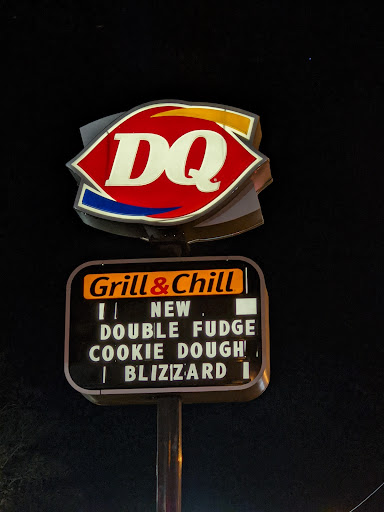 DQ
Grill&Chill
NEW
DOUBLE FUDGE
COOKIE DOUGH
BLIZZARD